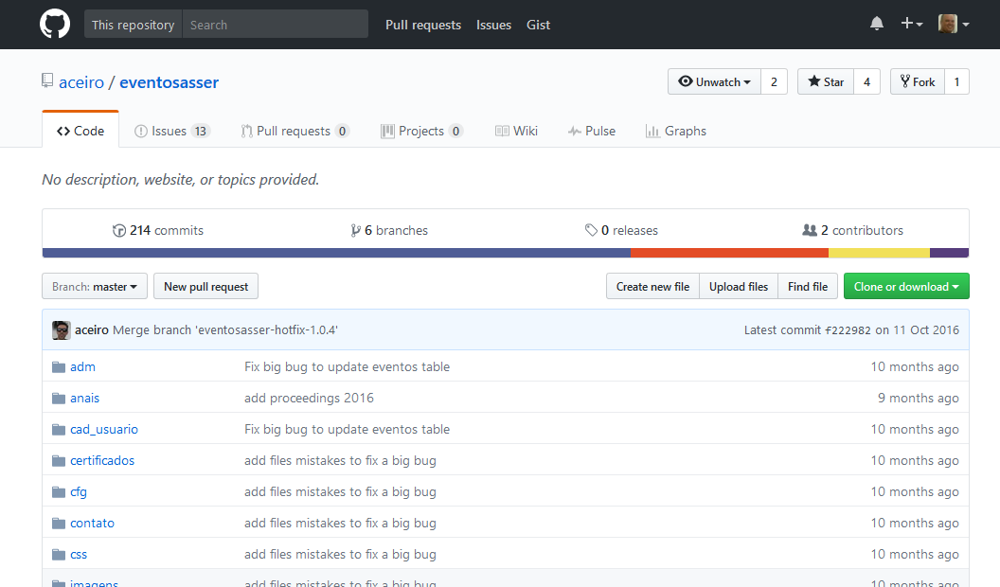 This repository Search Pull requests Issues Gist
aceiro / eventosasser Unwatch 2 Star 4 Fork 1
Code Issues 13 Pull requests 0 Projects 0 Wiki Pulse Graphs
No description, website, or topics provided.
214 commits 6 branches 0 releases 2 contributors
Branch: master New pull request Create new file Upload files Find file Clone or download
aceiro Merge branch 'eventosasser-hotfix-1.0.4' Latest commit f222982 on 11 Oct 2016
adm Fix big bug to update eventos table 10 months ago
anais add proceedings 2016 9 months ago
cad_usuario Fix big bug to update eventos table 10 months ago
certificados add files mistakes to fix a big bug 10 months ago
cfg add files mistakes to fix a big bug 10 months ago
contato add files mistakes to fix a big bug 10 months ago
css add files mistakes to fix a big bug 10 months ago
imagens add files mistakes to fix a big bug 10 months ago